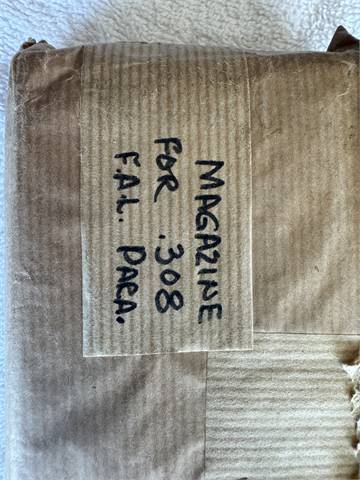 MAGAZINE
FOR .308
F.A.L. PARA.